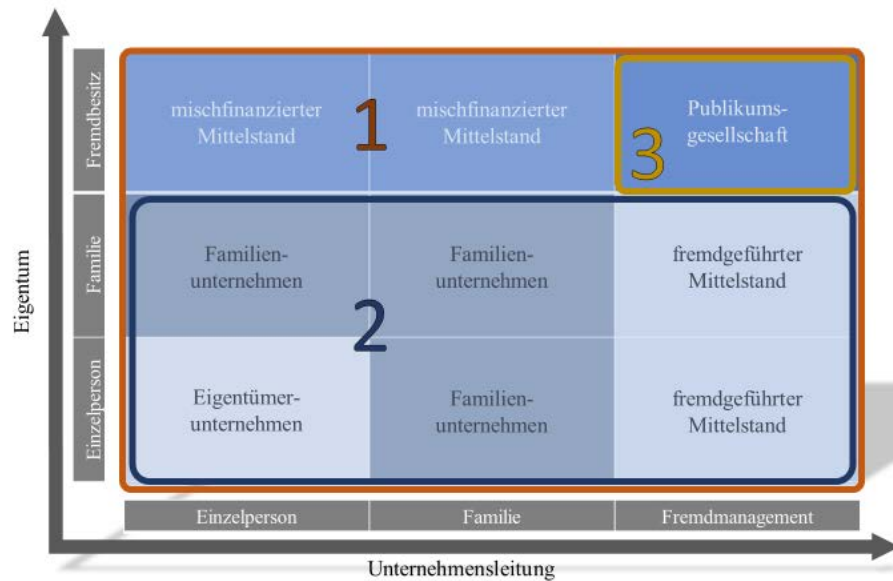 Eigentum
Fremdbesitz
Familie
Einzelperson
mischfinanzierter
Mittelstand
1
mischfinanzierter
Mittelstand
Publikums-
gesellschaft
3
Familien-
unternehmen
Familien-
unternehmen
fremdgeführter
Mittelstand
2
Eigentümer-
unternehmen
Familien-
unternehmen
fremdgeführter
Mittelstand
Einzelperson
Familie
Fremdmanagement
Unternehmensleitung